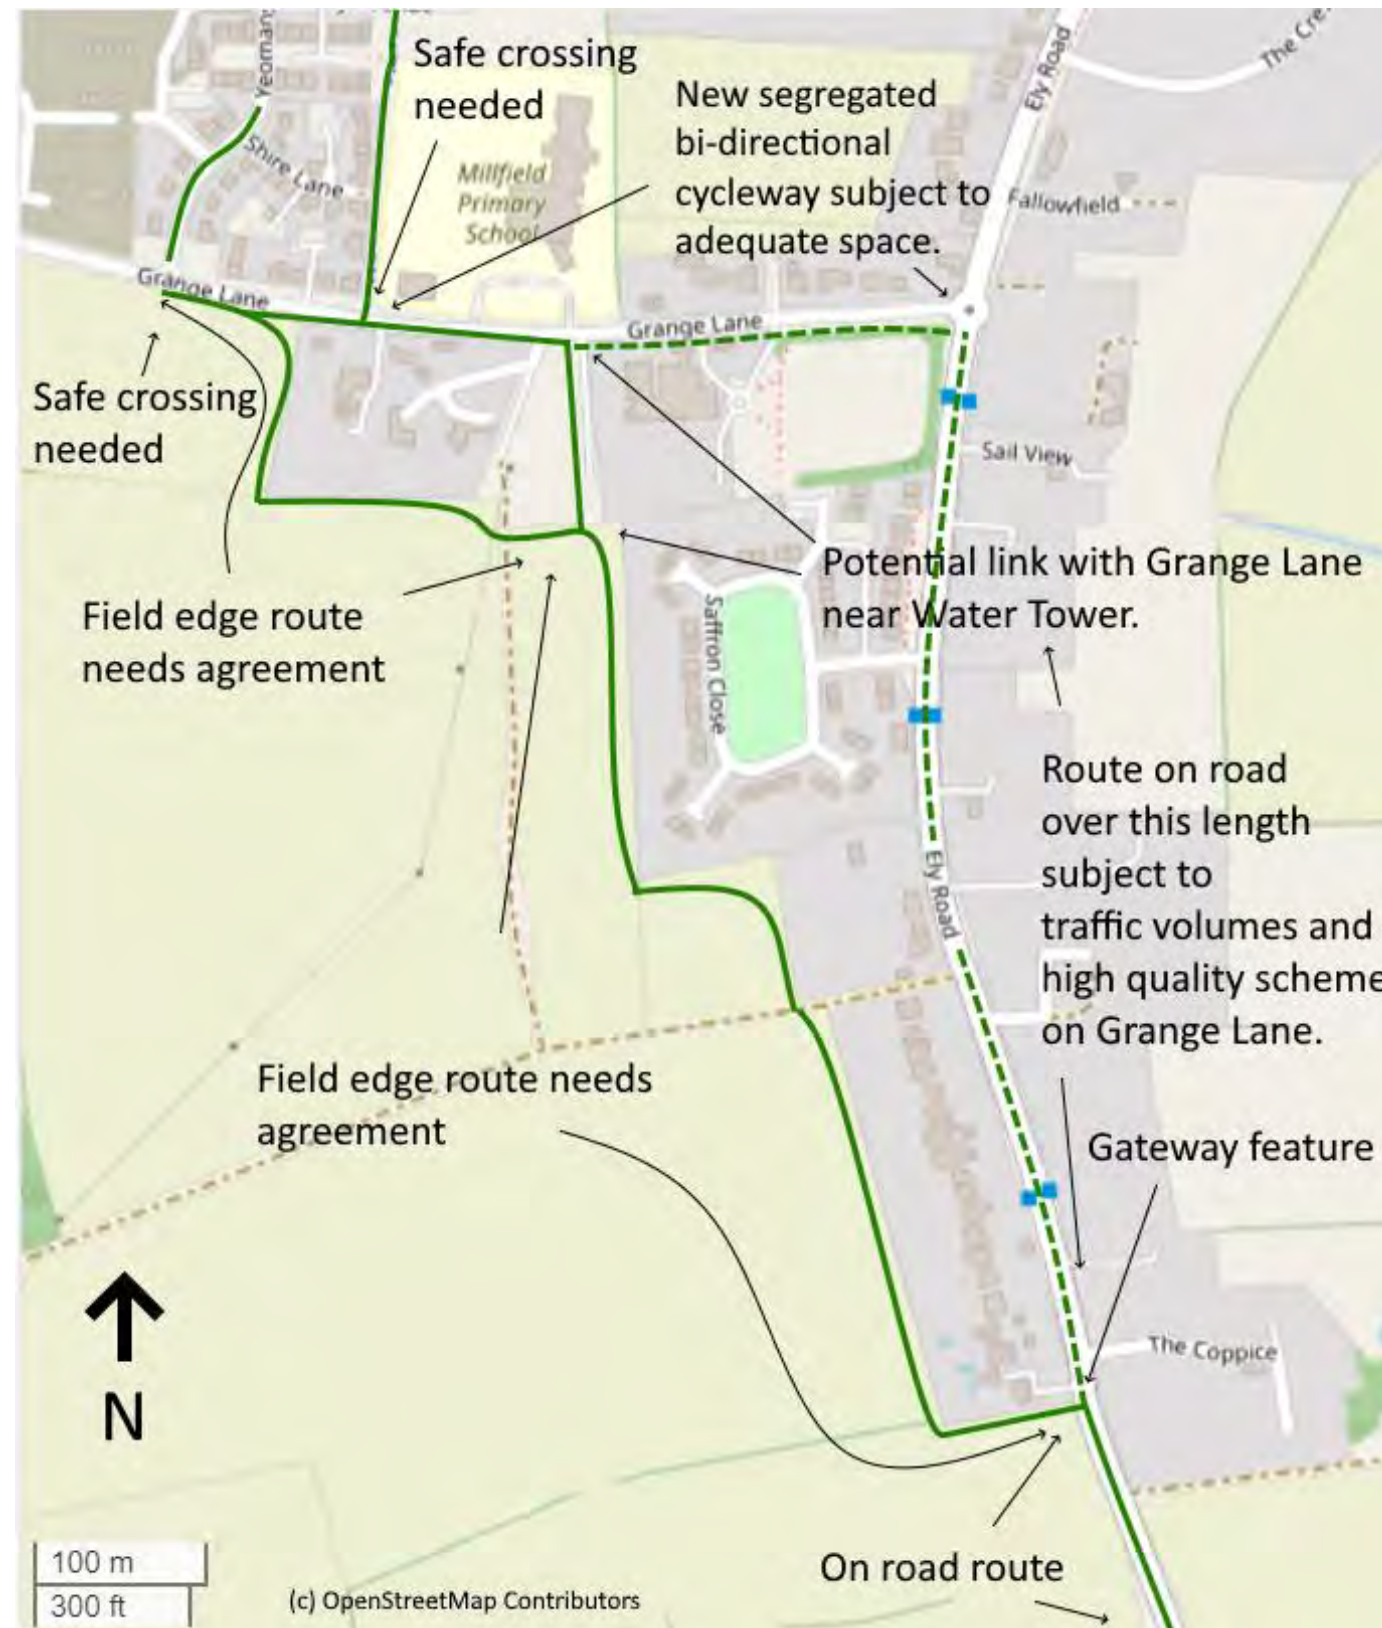 Yeomans
Ely Road
The Cre
Safe crossing
needed
New segregated
bi-directional
cycleway subject to
adequate space.
Shire Lane
Millfield
Primary
School
Fallowfield
Grange Lane
Grange Lane
Safe crossing
needed
Sail View
Potential link with Grange Lane
near Water Tower.
Field edge route
needs agreement
Saffron Close
Route on road
over this length
subject to
traffic volumes and
high quality scheme
on Grange Lane.
Ely Road
Field edge route needs
agreement
Gateway feature
The Coppice
N
On road route
100 m
300 ft
(c) OpenStreetMap Contributors